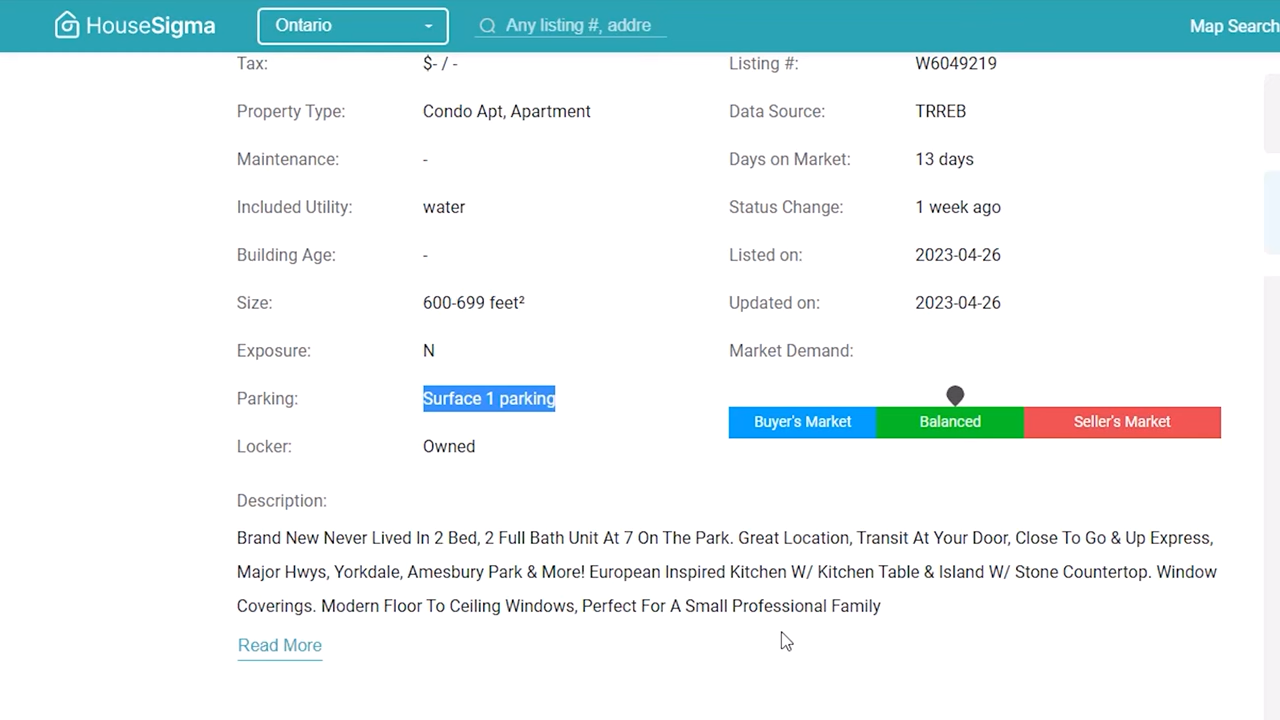 HouseSigma Ontario Any listing #, addre Map Search
Tax: $- / - Listing #: W6049219
Property Type: Condo Apt, Apartment Data Source: TRREB
Maintenance: - Days on Market: 13 days
Included Utility: water Status Change: 1 week ago
Building Age: - Listed on: 2023-04-26
Size: 600-699 feet² Updated on: 2023-04-26
Exposure: N Market Demand:
Parking: Surface 1 parking
Buyer's Market Balanced Seller's Market
Locker: Owned
Description:
Brand New Never Lived In 2 Bed, 2 Full Bath Unit At 7 On The Park. Great Location, Transit At Your Door, Close To Go & Up Express,
Major Hwys, Yorkdale, Amesbury Park & More! European Inspired Kitchen W/ Kitchen Table & Island W/ Stone Countertop. Window
Coverings. Modern Floor To Ceiling Windows, Perfect For A Small Professional Family
Read More